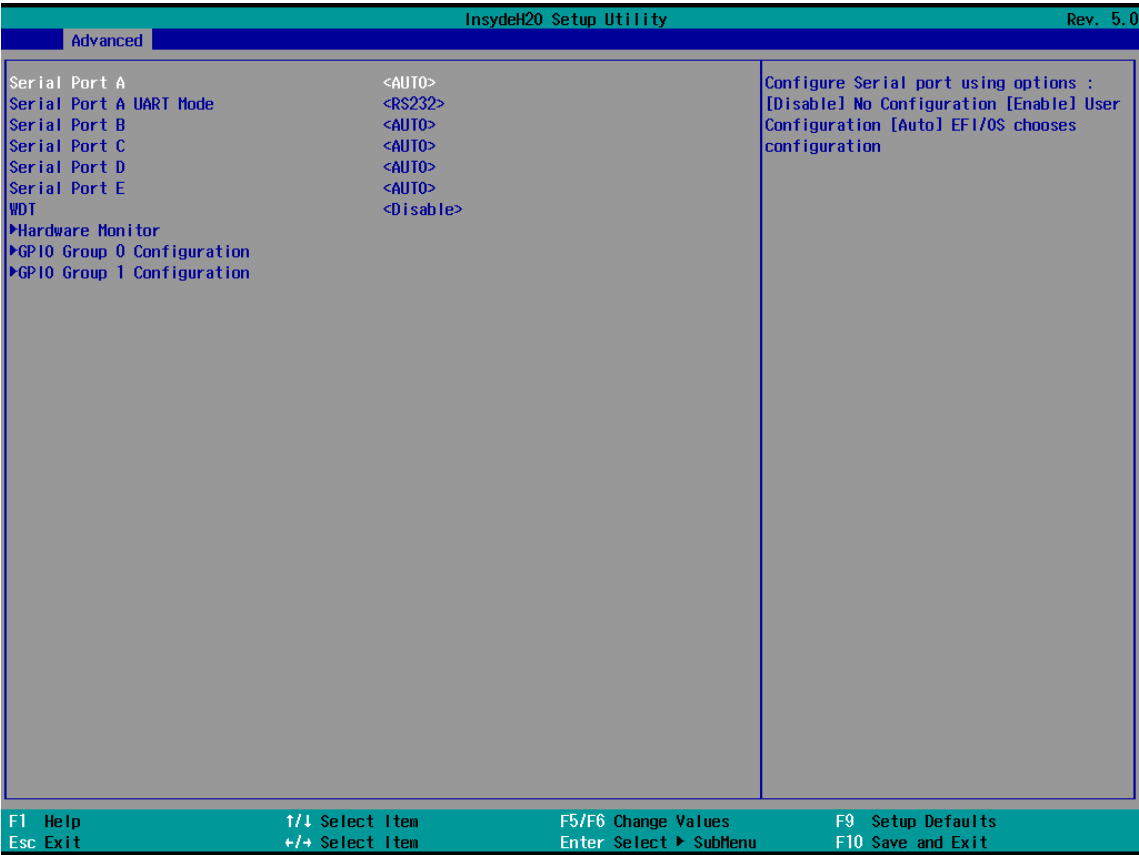 InsydeH20 Setup Utility Rev. 5.0
Advanced
Serial Port A <AUTO>
Serial Port A UART Mode <RS232>
Serial Port B <AUTO>
Serial Port C <AUTO>
Serial Port D <AUTO>
Serial Port E <AUTO>
WDT <Disable>
▶Hardware Monitor
▶GPIO Group 0 Configuration
▶GPIO Group 1 Configuration
Configure Serial port using options :
[Disable] No Configuration [Enable] User
Configuration [Auto] EFI/OS chooses
configuration
F1 Help ↑/↓ Select Item F5/F6 Change Values F9 Setup Defaults
Esc Exit ←/→ Select Item Enter Select ▶ SubMenu F10 Save and Exit